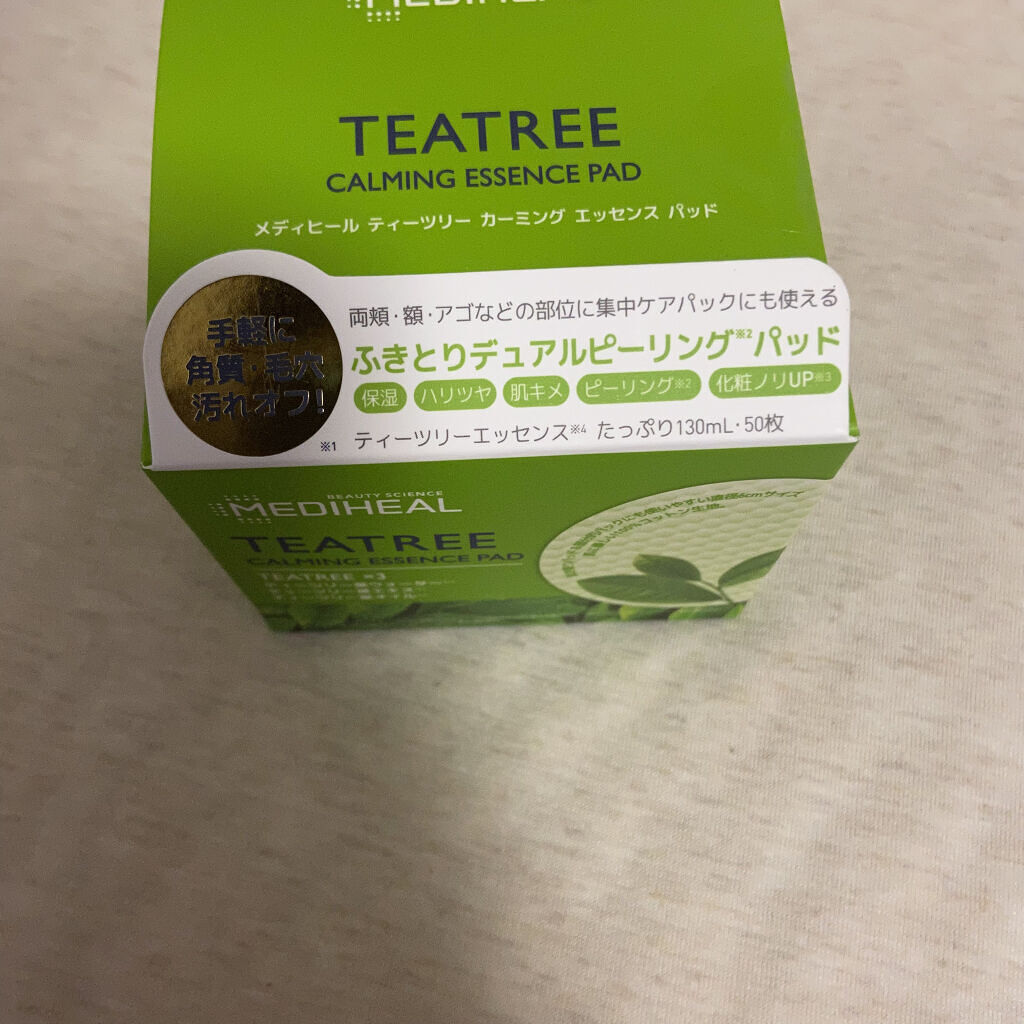 MEDIHEAL
TEATREE
CALMING ESSENCE PAD
メディヒール ティーツリー カーミング エッセンス パッド
手軽に
角質・毛穴
汚れオフ!
※1
両頬・額・アゴなどの部位に集中ケアパックにも使える
ふきとりデュアルピーリング※2パッド
保湿 ハリツヤ 肌キメ ピーリング※2 化粧ノリUP※3
ティーツリーエッセンス※4 たっぷり130mL・50枚
BEAUTY SCIENCE
MEDIHEAL
TEATREE
CALMING ESSENCE PAD
TEATREE ×3